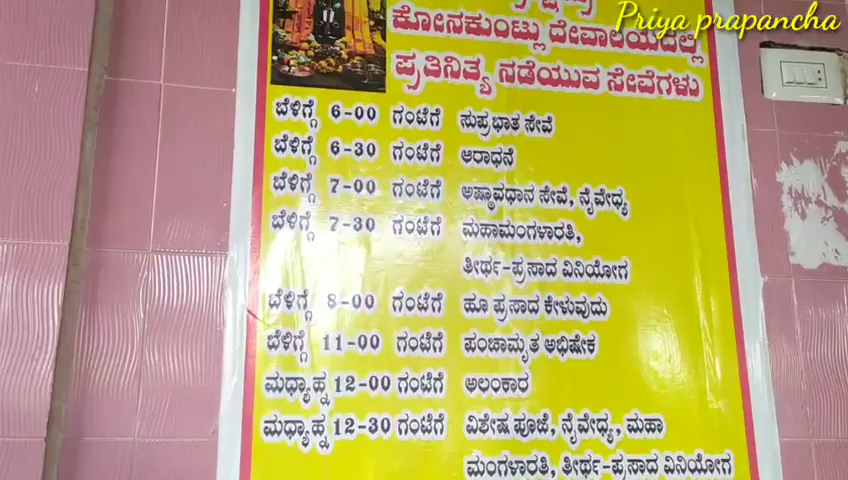 Priya prapancha
ಕೋನಕುಂಟ್ಲು ದೇವಾಲಯದಲ್ಲಿ
ಪ್ರತಿನಿತ್ಯ ನಡೆಯುವ ಸೇವೆಗಳು
ಬೆಳಿಗ್ಗೆ 6-00 ಗಂಟೆಗೆ ಸುಪ್ರಭಾತ ಸೇವೆ
ಬೆಳಿಗ್ಗೆ 6-30 ಗಂಟೆಗೆ ಆರಾಧನೆ
ಬೆಳಿಗ್ಗೆ 7-00 ಗಂಟೆಗೆ ಅಷ್ಠಾವಧಾನ ಸೇವೆ, ನೈವೇಧ್ಯ
ಬೆಳಿಗ್ಗೆ 7-30 ಗಂಟೆಗೆ ಮಹಾಮಂಗಳಾರತಿ,
ತೀರ್ಥ-ಪ್ರಸಾದ ವಿನಿಯೋಗ
ಬೆಳಿಗ್ಗೆ 8-00 ಗಂಟೆಗೆ ಹೂ ಪ್ರಸಾದ ಕೇಳುವುದು
ಬೆಳಿಗ್ಗೆ 11-00 ಗಂಟೆಗೆ ಪಂಚಾಮೃತ ಅಭಿಷೇಕ
ಮಧ್ಯಾಹ್ನ 12-00 ಗಂಟೆಗೆ ಅಲಂಕಾರ
ಮಧ್ಯಾಹ್ನ 12-30 ಗಂಟೆಗೆ ವಿಶೇಷ ಪೂಜೆ, ನೈವೇಧ್ಯ, ಮಹಾ
ಮಂಗಳಾರತಿ, ತೀರ್ಥ-ಪ್ರಸಾದ ವಿನಿಯೋಗ